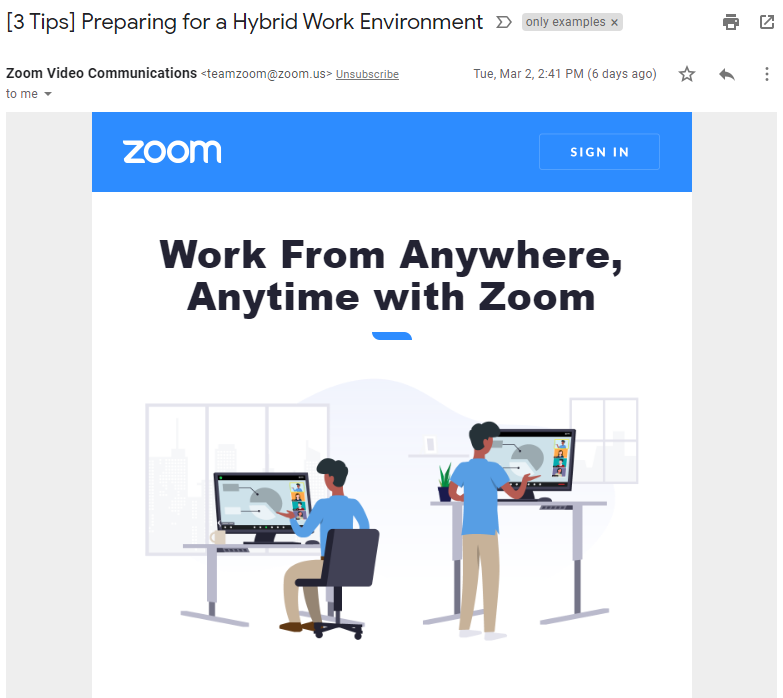 [3 Tips] Preparing for a Hybrid Work Environment only examples ×
Zoom Video Communications <teamzoom@zoom.us> Unsubscribe Tue, Mar 2, 2:41 PM (6 days ago)
to me
zoom SIGN IN
Work From Anywhere,
Anytime with Zoom